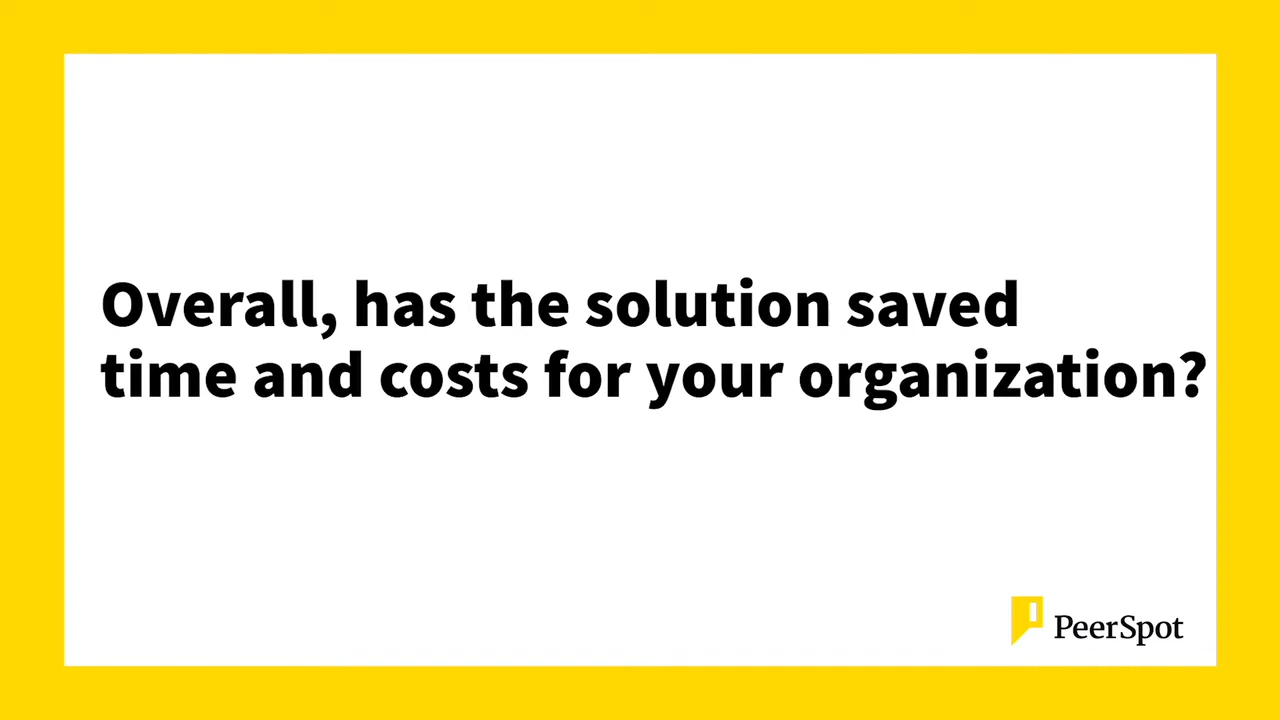 Overall, has the solution saved
time and costs for your organization?
PeerSpot